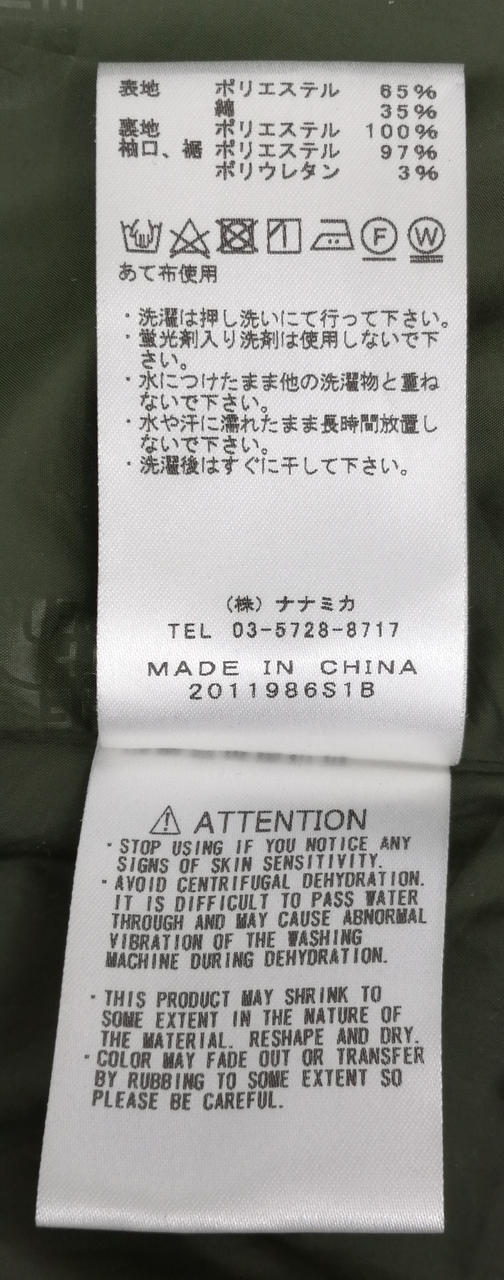 表地 ポリエステル 65%
綿 35%
裏地 ポリエステル 100%
袖口、裾 ポリエステル 97%
ポリウレタン 3%
F W
あて布使用
・洗濯は押し洗いにて行って下さい。
・蛍光剤入り洗剤は使用しないで下
さい。
・水につけたまま他の洗濯物と重ね
ないで下さい。
・水や汗に濡れたまま長時間放置し
ないで下さい。
・洗濯後はすぐに干して下さい。
(株) ナナミカ
TEL 03-5728-8717
MADE IN CHINA
2011986S1B
ATTENTION
・STOP USING IF YOU NOTICE ANY
SIGNS OF SKIN SENSITIVITY.
・AVOID CENTRIFUGAL DEHYDRATION.
IT IS DIFFICULT TO PASS WATER
THROUGH AND MAY CAUSE ABNORMAL
VIBRATION OF THE WASHING
MACHINE DURING DEHYDRATION.
・THIS PRODUCT MAY SHRINK TO
SOME EXTENT IN THE NATURE OF
THE MATERIAL. RESHAPE AND DRY.
・COLOR MAY FADE OUT OR TRANSFER
BY RUBBING TO SOME EXTENT SO
PLEASE BE CAREFUL.